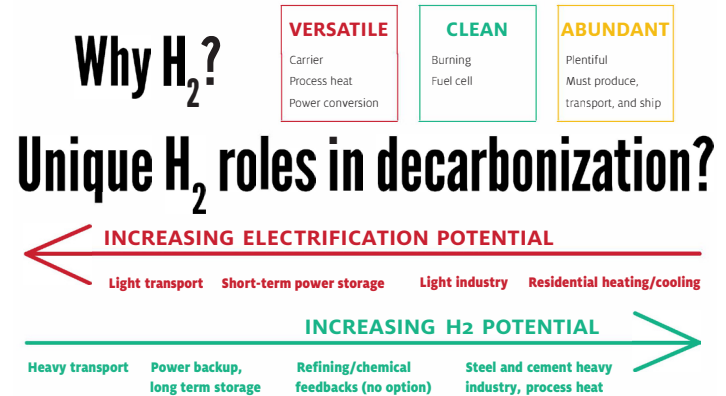 Why H₂?
VERSATILE
Carrier
Process heat
Power conversion
CLEAN
Burning
Fuel cell
ABUNDANT
Plentiful
Must produce,
transport, and ship
Unique H₂ roles in decarbonization?
INCREASING ELECTRIFICATION POTENTIAL
Light transport
Short-term power storage
Light industry
Residential heating/cooling
INCREASING H2 POTENTIAL
Heavy transport
Power backup,
long term storage
Refining/chemical
feedbacks (no option)
Steel and cement heavy
industry, process heat